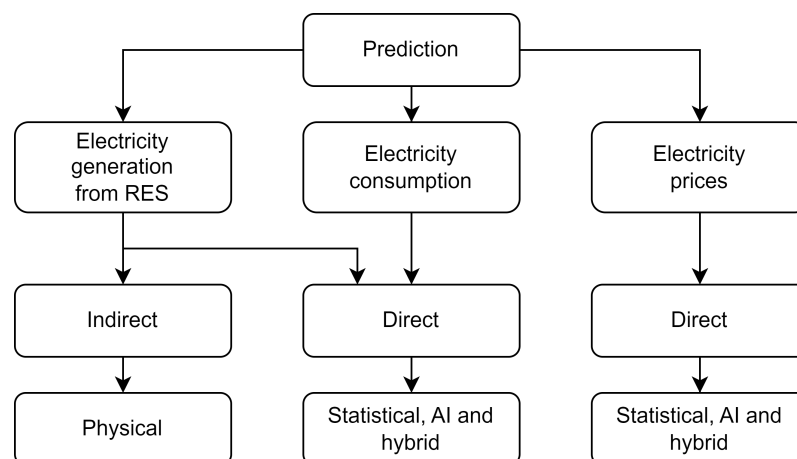 Prediction
Electricity
generation
from RES
Electricity
consumption
Electricity
prices
Indirect
Direct
Direct
Physical
Statistical, AI and
hybrid
Statistical, AI and
hybrid